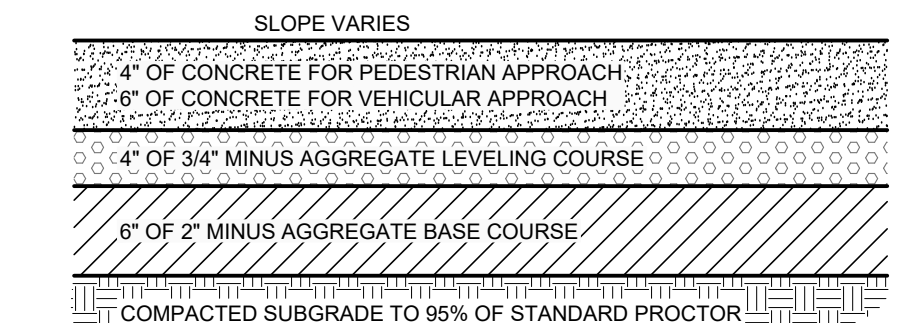 SLOPE VARIES
4" OF CONCRETE FOR PEDESTRIAN APPROACH
6" OF CONCRETE FOR VEHICULAR APPROACH
4" OF 3/4" MINUS AGGREGATE LEVELING COURSE
6" OF 2" MINUS AGGREGATE BASE COURSE
COMPACTED SUBGRADE TO 95% OF STANDARD PROCTOR